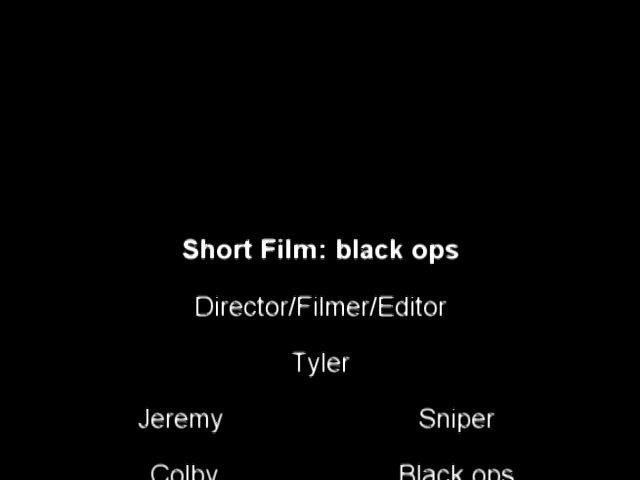 Short Film: black ops
Director/Filmer/Editor
Tyler
Jeremy Sniper
Colby Black ops